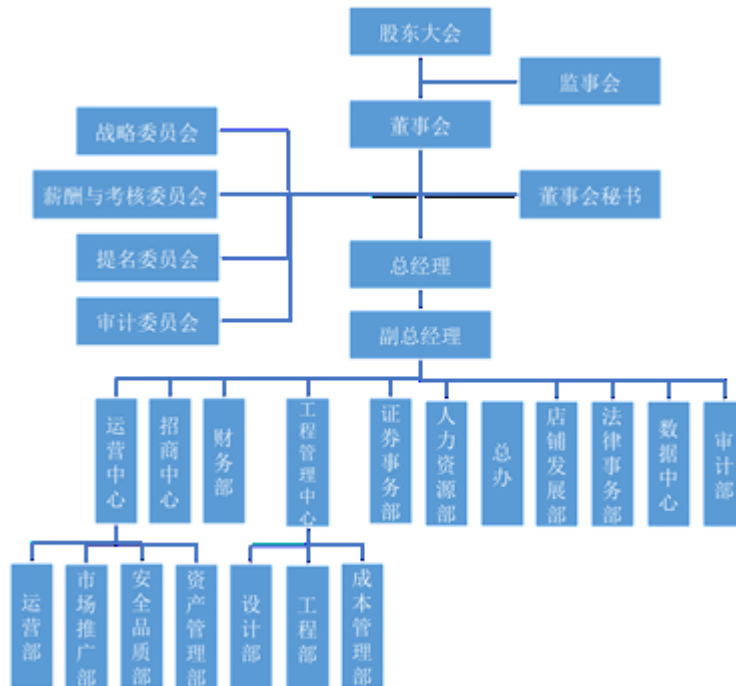 股东大会
监事会
董事会
战略委员会
薪酬与考核委员会
董事会秘书
提名委员会
总经理
审计委员会
副总经理
运营中心
招商中心
财务部
工程管理中心
证券事务部
人力资源部
总办
店铺发展部
法律事务部
数据中心
审计部
运营部
市场推广部
安全品质部
资产管理部
设计部
工程部
成本管理部